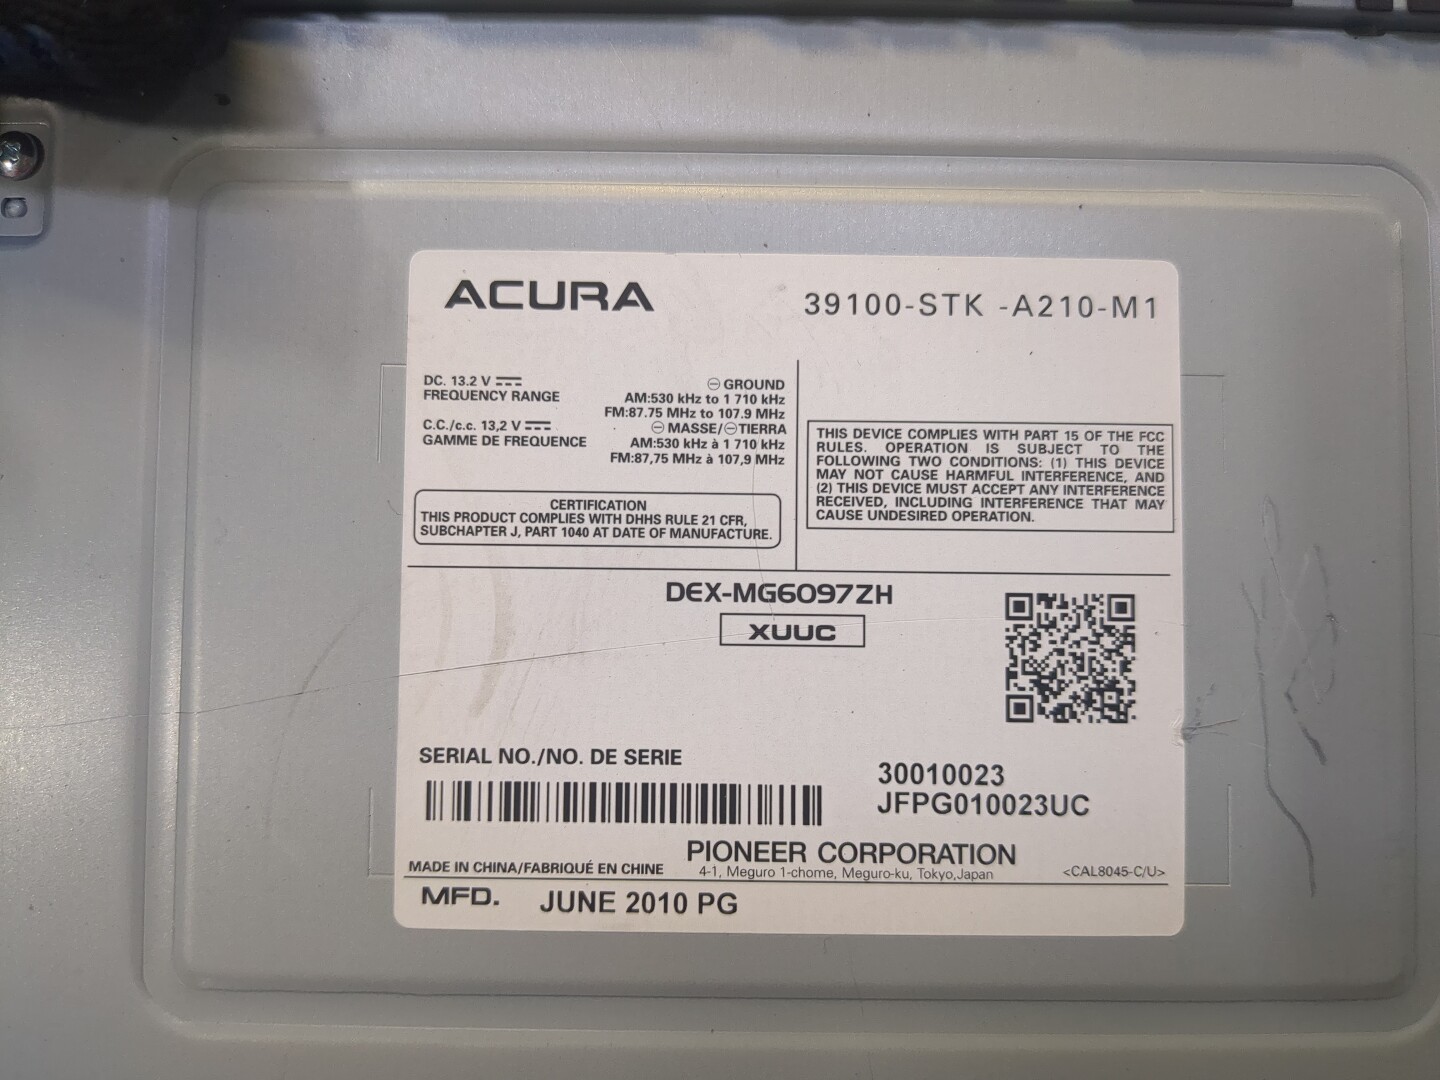 ACURA
39100-STK -A210-M1
DC. 13.2 V
⊖ GROUND
FREQUENCY RANGE
AM:530 kHz to 1 710 kHz
FM:87.75 MHz to 107.9 MHz
C.C./c.c. 13,2 V
⊖ MASSE/⊖TIERRA
GAMME DE FREQUENCE
AM:530 kHz à 1 710 kHz
FM:87,75 MHz à 107,9 MHz
CERTIFICATION
THIS PRODUCT COMPLIES WITH DHHS RULE 21 CFR,
SUBCHAPTER J, PART 1040 AT DATE OF MANUFACTURE.
THIS DEVICE COMPLIES WITH PART 15 OF THE FCC
RULES. OPERATION IS SUBJECT TO THE
FOLLOWING TWO CONDITIONS: (1) THIS DEVICE
MAY NOT CAUSE HARMFUL INTERFERENCE, AND
(2) THIS DEVICE MUST ACCEPT ANY INTERFERENCE
RECEIVED, INCLUDING INTERFERENCE THAT MAY
CAUSE UNDESIRED OPERATION.
DEX-MG6097ZH
XUUC
SERIAL NO./NO. DE SERIE
30010023
JFPG010023UC
MADE IN CHINA/FABRIQUÉ EN CHINE
PIONEER CORPORATION
4-1, Meguro 1-chome, Meguro-ku, Tokyo,Japan
<CAL8045-C/U>
MFD. JUNE 2010 PG